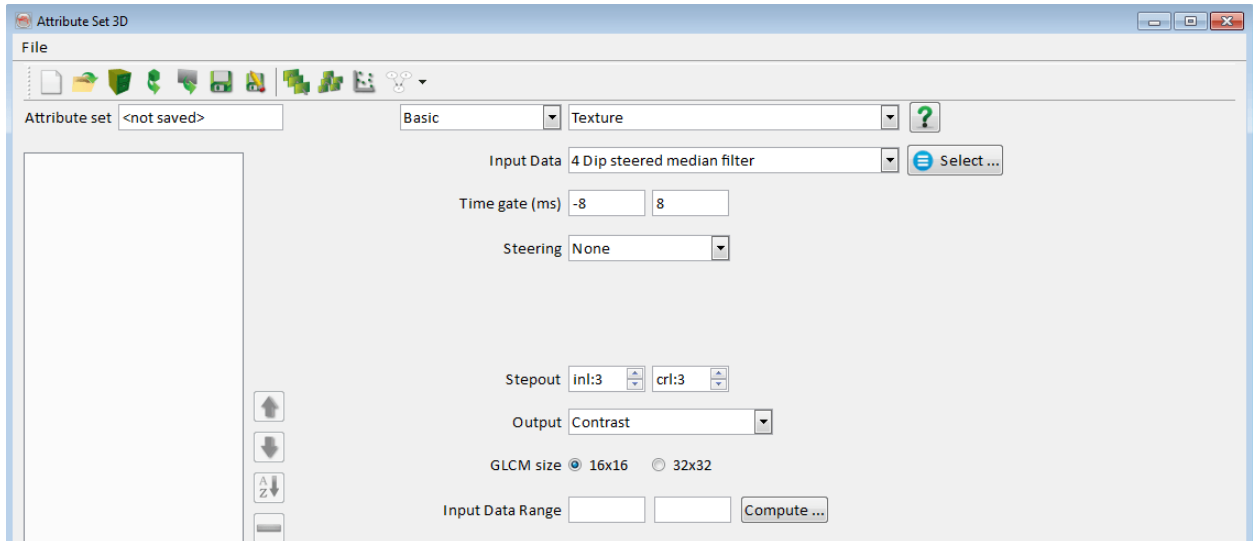 Attribute Set 3D
File
Attribute set <not saved> Basic Texture ?
Input Data 4 Dip steered median filter Select ...
Time gate (ms) -8 8
Steering None
Stepout inl:3 crl:3
Output Contrast
A
Z
GLCM size 16x16 32x32
Input Data Range Compute ...